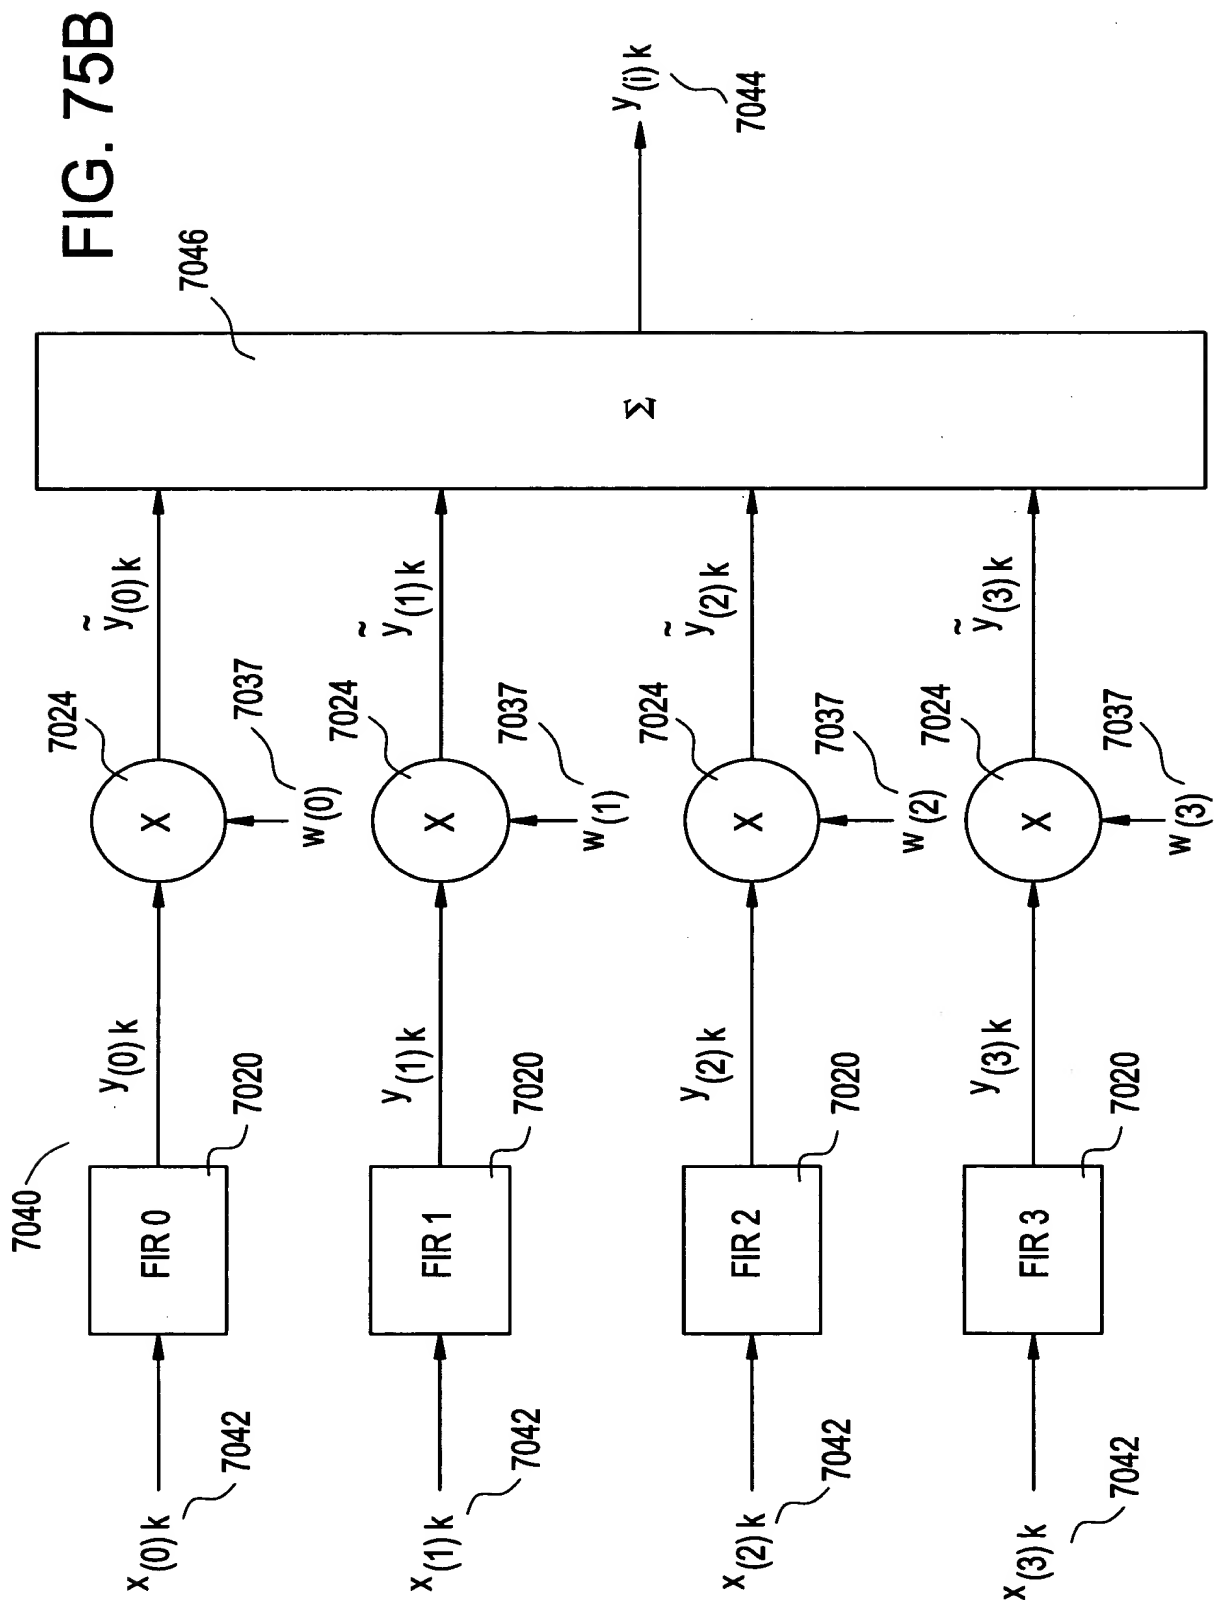 FIG. 75B
7040
x(0)k
7042
FIR 0
7020
y(0)k
7024
X
w(0)
7037
ỹ(0)k
7046
x(1)k
7042
FIR 1
7020
y(1)k
7024
X
w(1)
7037
ỹ(1)k
Σ
y(i)k
7044
x(2)k
7042
FIR 2
7020
y(2)k
7024
X
w(2)
7037
ỹ(2)k
x(3)k
7042
FIR 3
7020
y(3)k
7024
X
w(3)
7037
ỹ(3)k